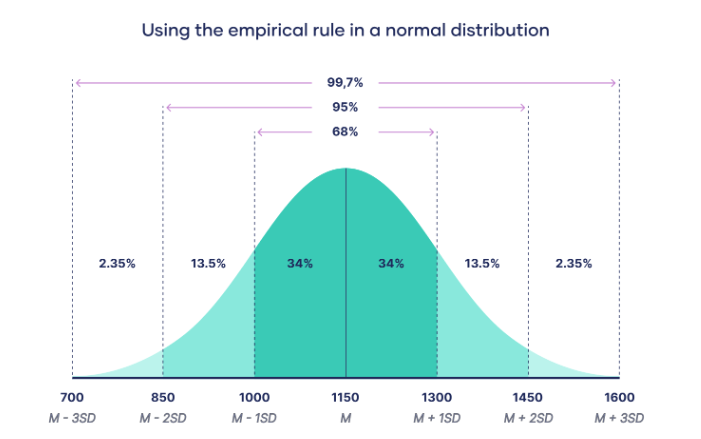 Using the empirical rule in a normal distribution
99,7%
95%
68%
2.35% 13.5% 34% 34% 13.5% 2.35%
700 850 1000 1150 1300 1450 1600
M - 3SD M - 2SD M - 1SD M M + 1SD M + 2SD M + 3SD